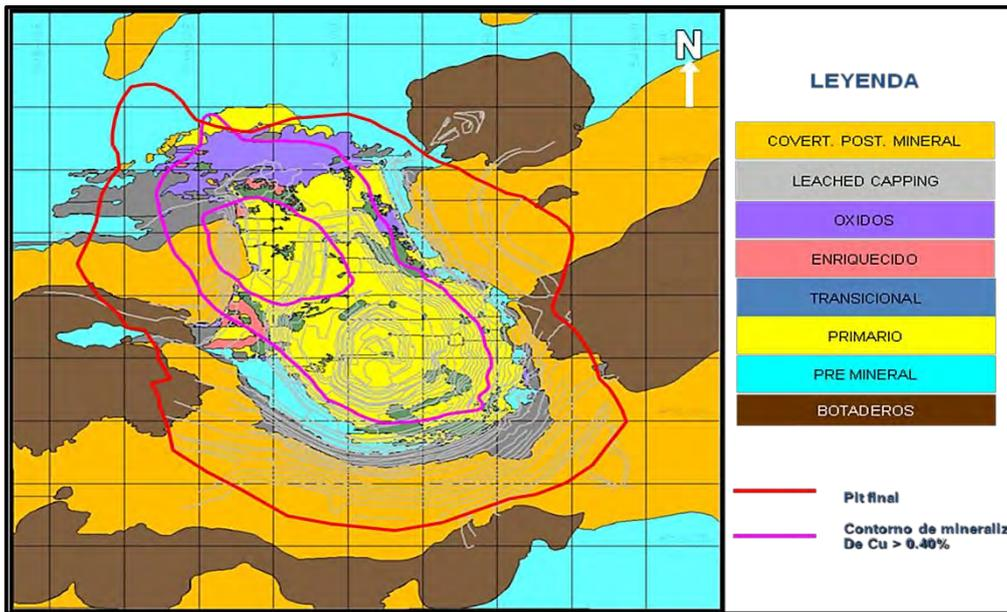 N
LEYENDA
COVERT. POST. MINERAL
LEACHED CAPPING
OXIDOS
ENRIQUECIDO
TRANSICIONAL
PRIMARIO
PRE MINERAL
BOTADEROS
Pit final
Contorno de mineraliz
De Cu > 0.40%